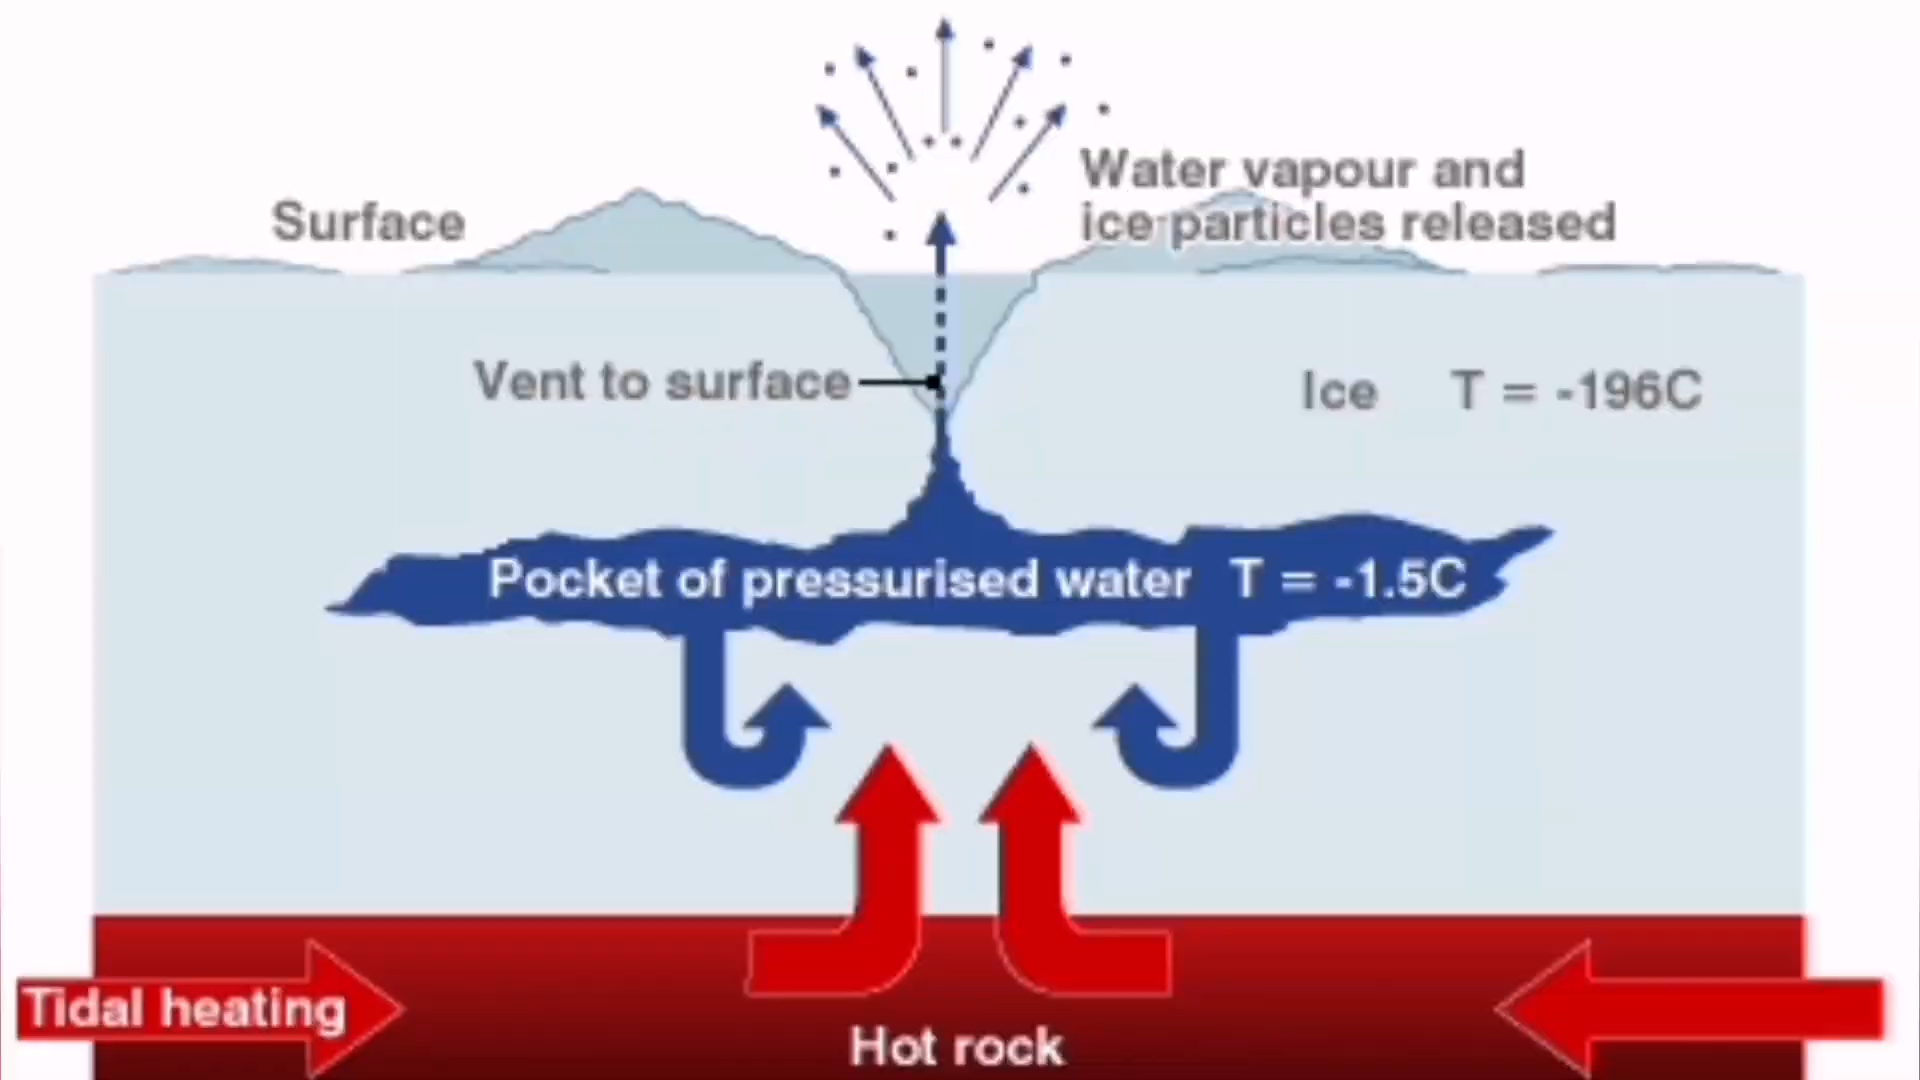 Water vapour and
ice particles released
Surface
Vent to surface
Ice T = -196C
Pocket of pressurised water T = -1.5C
Tidal heating
Hot rock